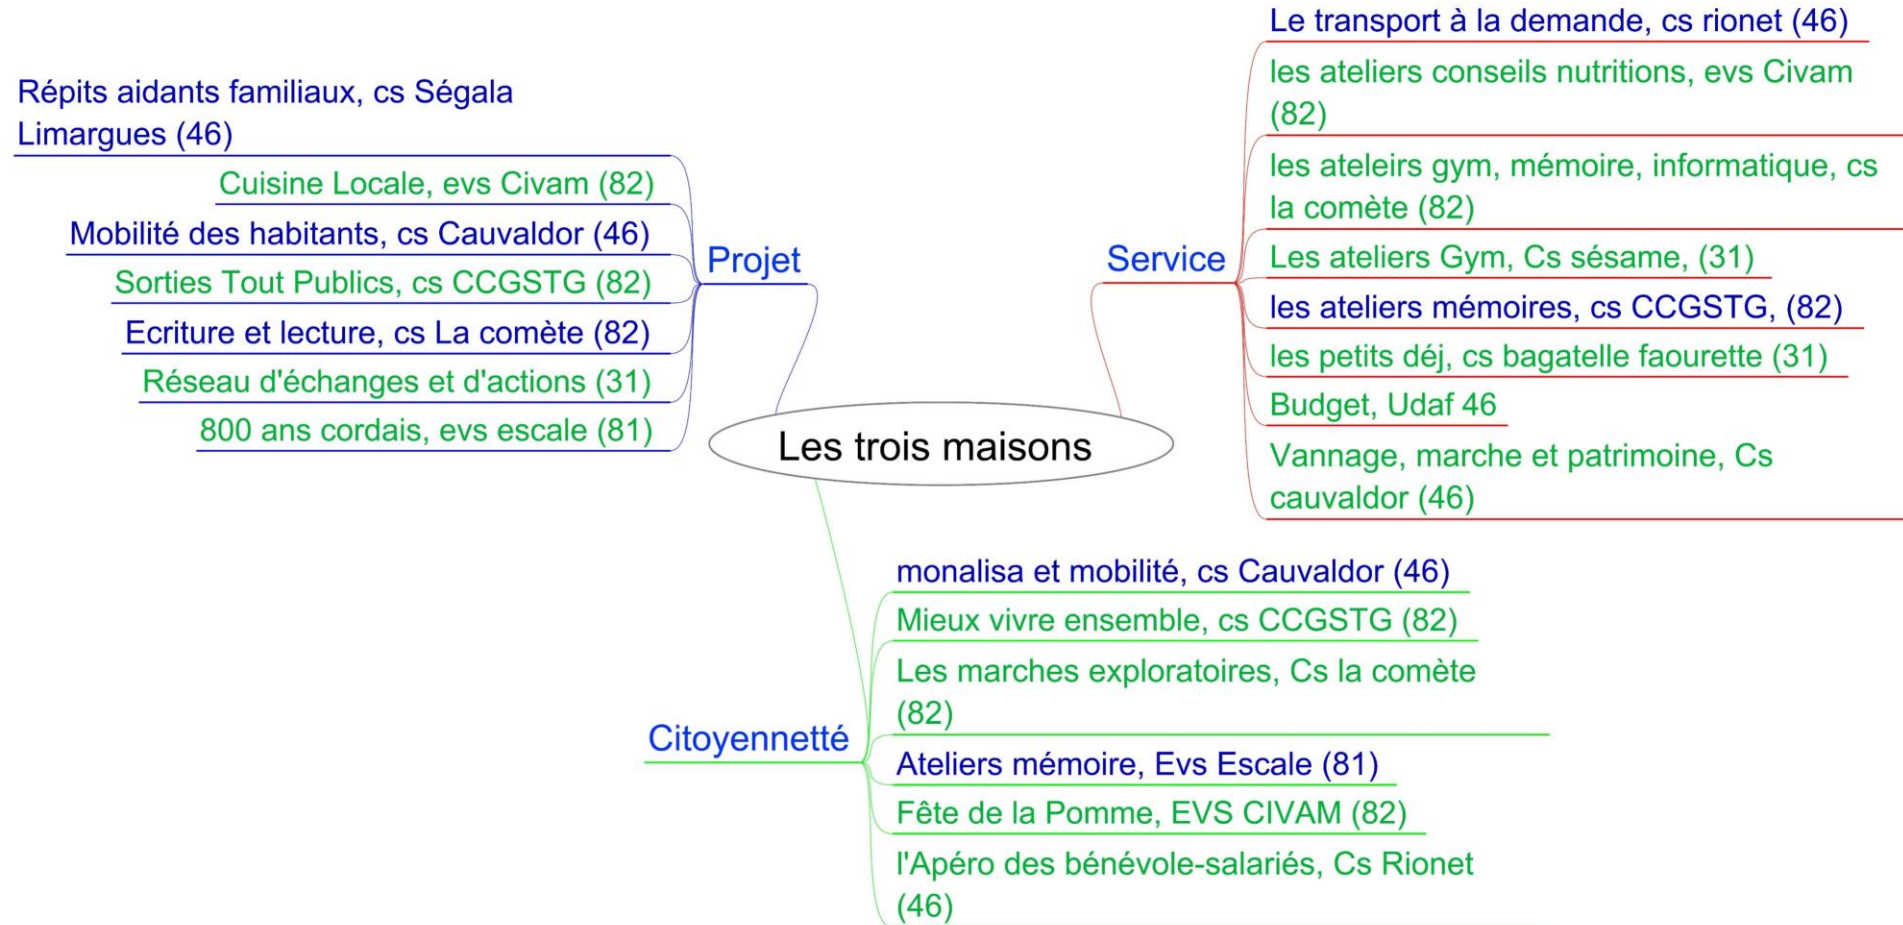 Répits aidants familiaux, cs Ségala
Limargues (46)
Cuisine Locale, evs Civam (82)
Mobilité des habitants, cs Cauvaldor (46)
Sorties Tout Publics, cs CCGSTG (82)
Ecriture et lecture, cs La comète (82)
Réseau d'échanges et d'actions (31)
800 ans cordais, evs escale (81)
Projet
Les trois maisons
Service
Le transport à la demande, cs rionet (46)
les ateliers conseils nutritions, evs Civam
(82)
les ateleirs gym, mémoire, informatique, cs
la comète (82)
Les ateliers Gym, Cs sésame, (31)
les ateliers mémoires, cs CCGSTG, (82)
les petits déj, cs bagatelle faourette (31)
Budget, Udaf 46
Vannage, marche et patrimoine, Cs
cauvaldor (46)
Citoyennetté
monalisa et mobilité, cs Cauvaldor (46)
Mieux vivre ensemble, cs CCGSTG (82)
Les marches exploratoires, Cs la comète
(82)
Ateliers mémoire, Evs Escale (81)
Fête de la Pomme, EVS CIVAM (82)
l'Apéro des bénévole-salariés, Cs Rionet
(46)